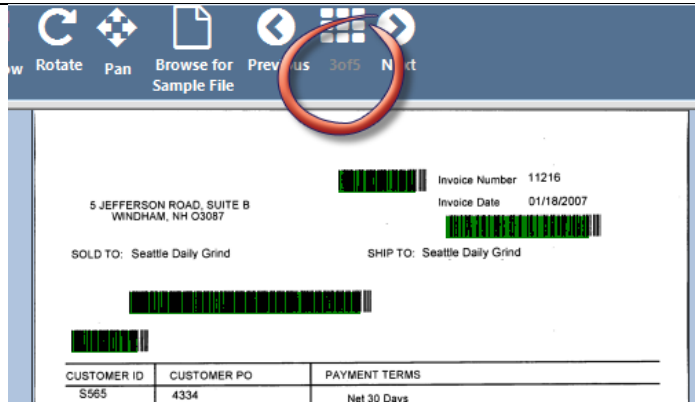 ow Rotate Pan Browse for Sample File Previous 3of5 Next
Invoice Number 11216
5 JEFFERSON ROAD, SUITE B
WINDHAM, NH O3087
Invoice Date 01/18/2007
SOLD TO: Seattle Daily Grind SHIP TO: Seattle Daily Grind
CUSTOMER ID CUSTOMER PO PAYMENT TERMS
S565 4334 Net 30 Days